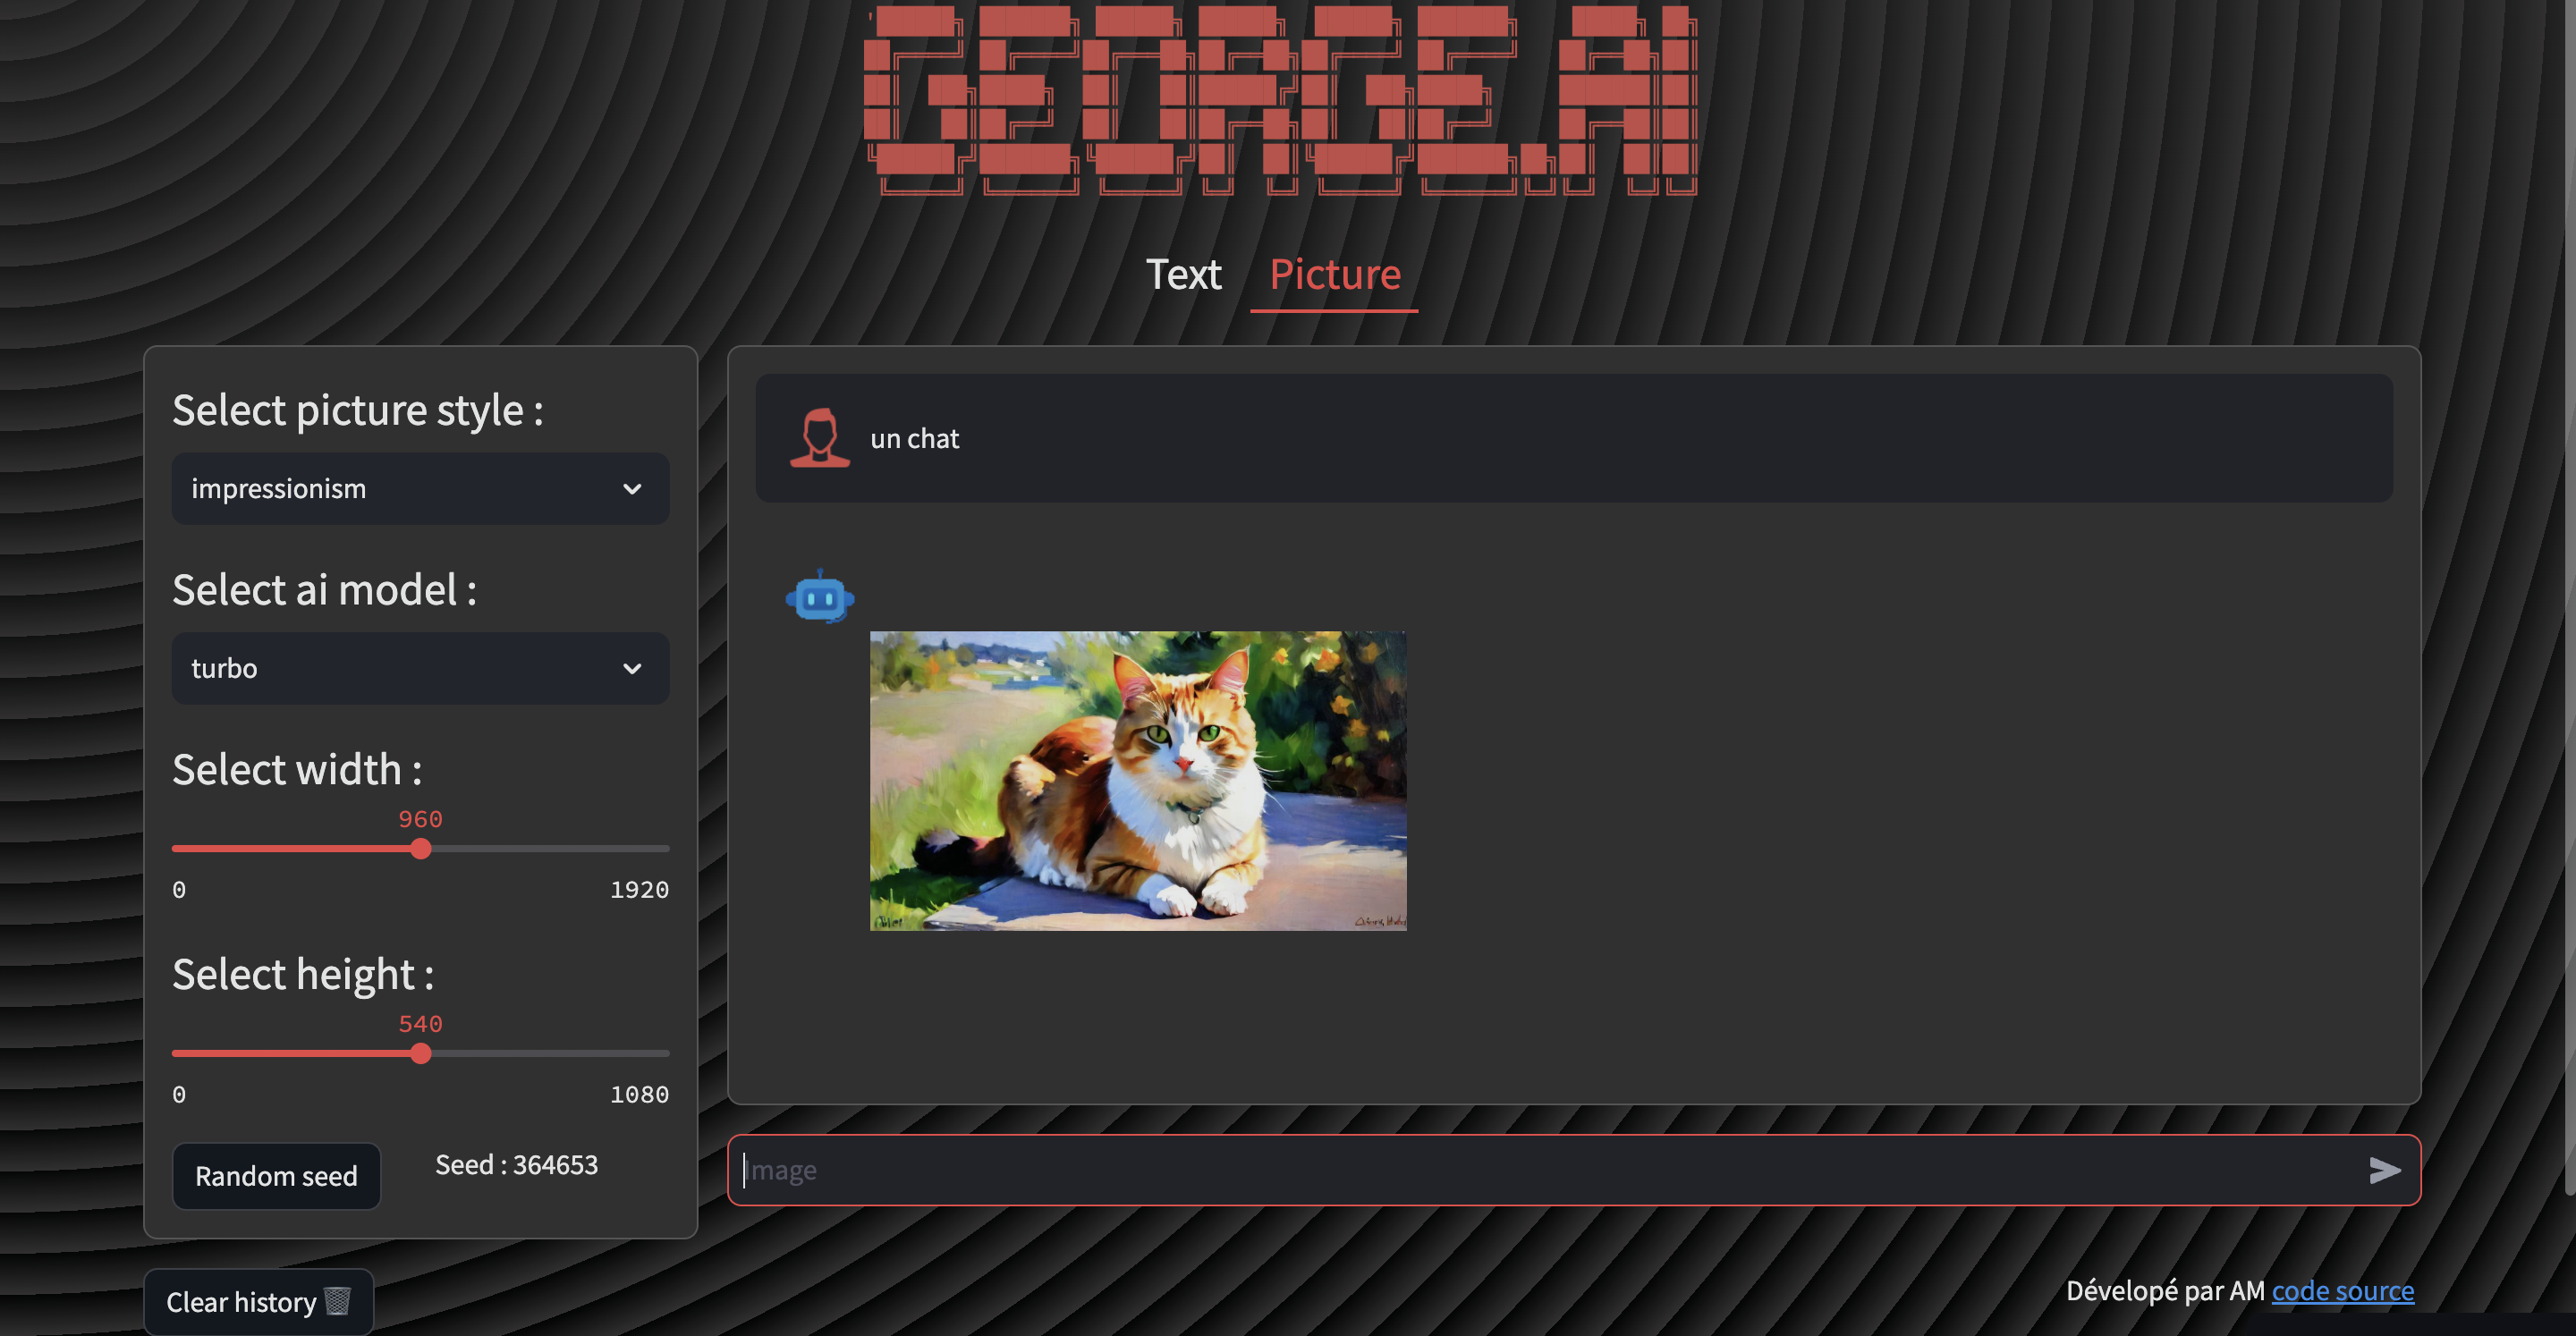 GEORGE.AI
Text Picture
Select picture style :
impressionism
Select ai model :
turbo
Select width :
960
0 1920
Select height :
540
0 1080
Random seed
Seed : 364653
Clear history
un chat
Image
Dévelopé par AM code source